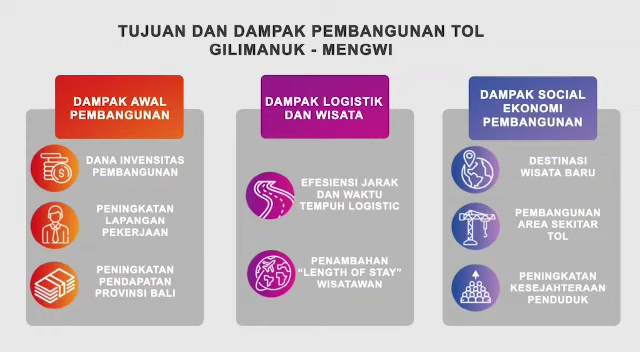 TUJUAN DAN DAMPAK PEMBANGUNAN TOL
GILIMANUK - MENGWI
DAMPAK AWAL
PEMBANGUNAN
DANA INVENSITAS
PEMBANGUNAN
PENINGKATAN
LAPANGAN
PEKERJAAN
PENINGKATAN
PENDAPATAN
PROVINSI BALI
DAMPAK LOGISTIK
DAN WISATA
EFESIENSI JARAK
DAN WAKTU
TEMPUH LOGISTIC
PENAMBAHAN
“LENGTH OF STAY”
WISATAWAN
DAMPAK SOCIAL
EKONOMI
PEMBANGUNAN
DESTINASI
WISATA BARU
PEMBANGUNAN
AREA SEKITAR
TOL
PENINGKATAN
KESEJAHTERAAN
PENDUDUK